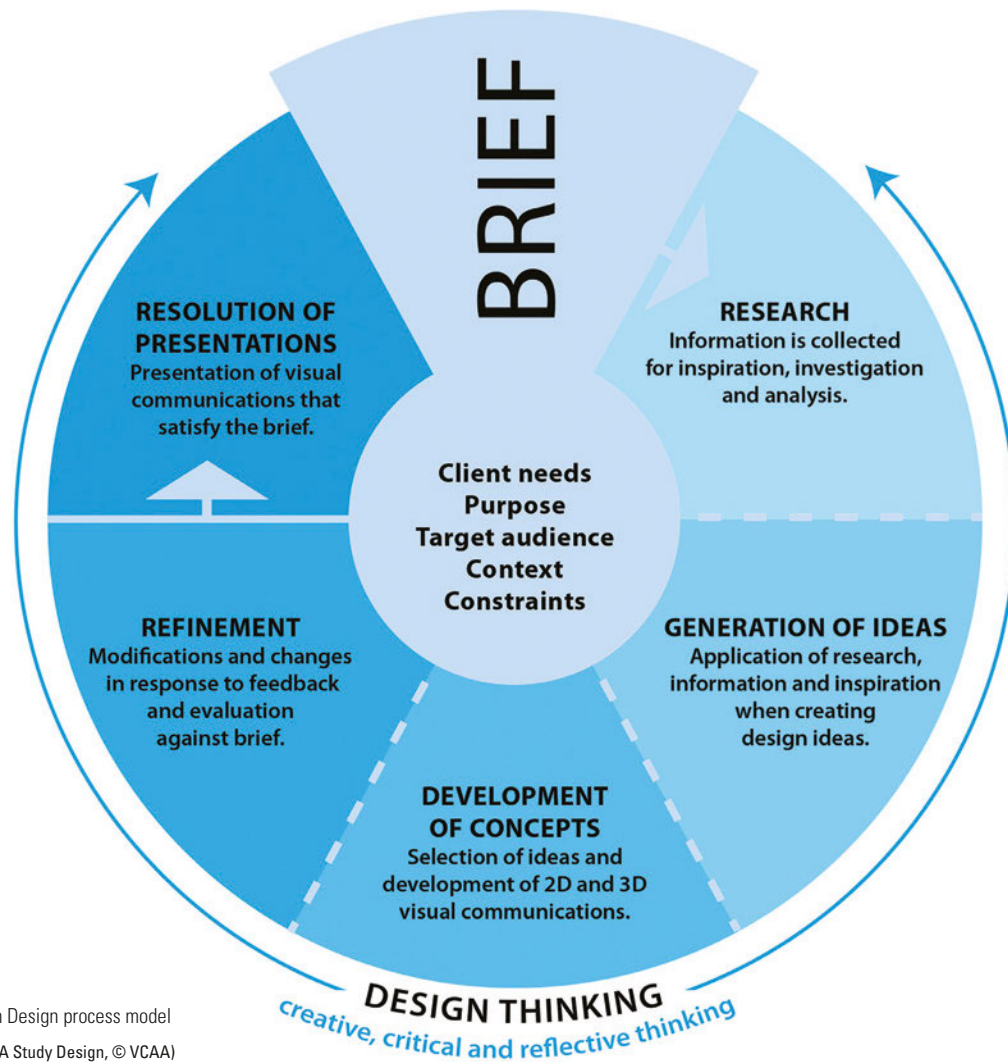 BRIEF
RESEARCH
Information is collected
for inspiration, investigation
and analysis.
GENERATION OF IDEAS
Application of research,
information and inspiration
when creating
design ideas.
DEVELOPMENT
OF CONCEPTS
Selection of ideas and
development of 2D and 3D
visual communications.
REFINEMENT
Modifications and changes
in response to feedback
and evaluation
against brief.
RESOLUTION OF
PRESENTATIONS
Presentation of visual
communications that
satisfy the brief.
Client needs
Purpose
Target audience
Context
Constraints
DESIGN THINKING
creative, critical and reflective thinking
Design process model
A Study Design, © VCAA)